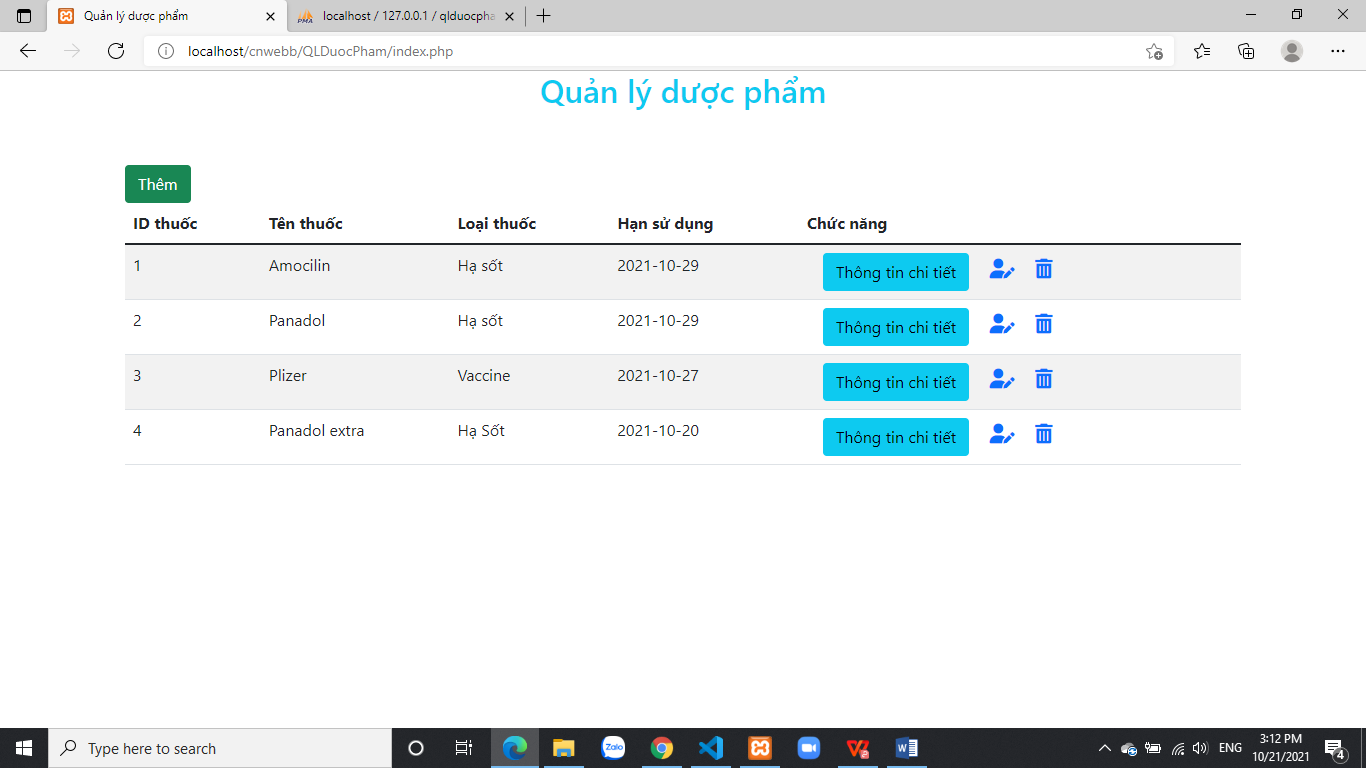 Quản lý dược phẩm
localhost / 127.0.0.1 / qlduocpha
localhost/cnwebb/QLDuocPham/index.php
Quản lý dược phẩm
Thêm
ID thuốc Tên thuốc Loại thuốc Hạn sử dụng Chức năng
1 Amocilin Hạ sốt 2021-10-29 Thông tin chi tiết
2 Panadol Hạ sốt 2021-10-29 Thông tin chi tiết
3 Plizer Vaccine 2021-10-27 Thông tin chi tiết
4 Panadol extra Hạ Sốt 2021-10-20 Thông tin chi tiết
Type here to search
Zalo
ENG
3:12 PM
10/21/2021
4